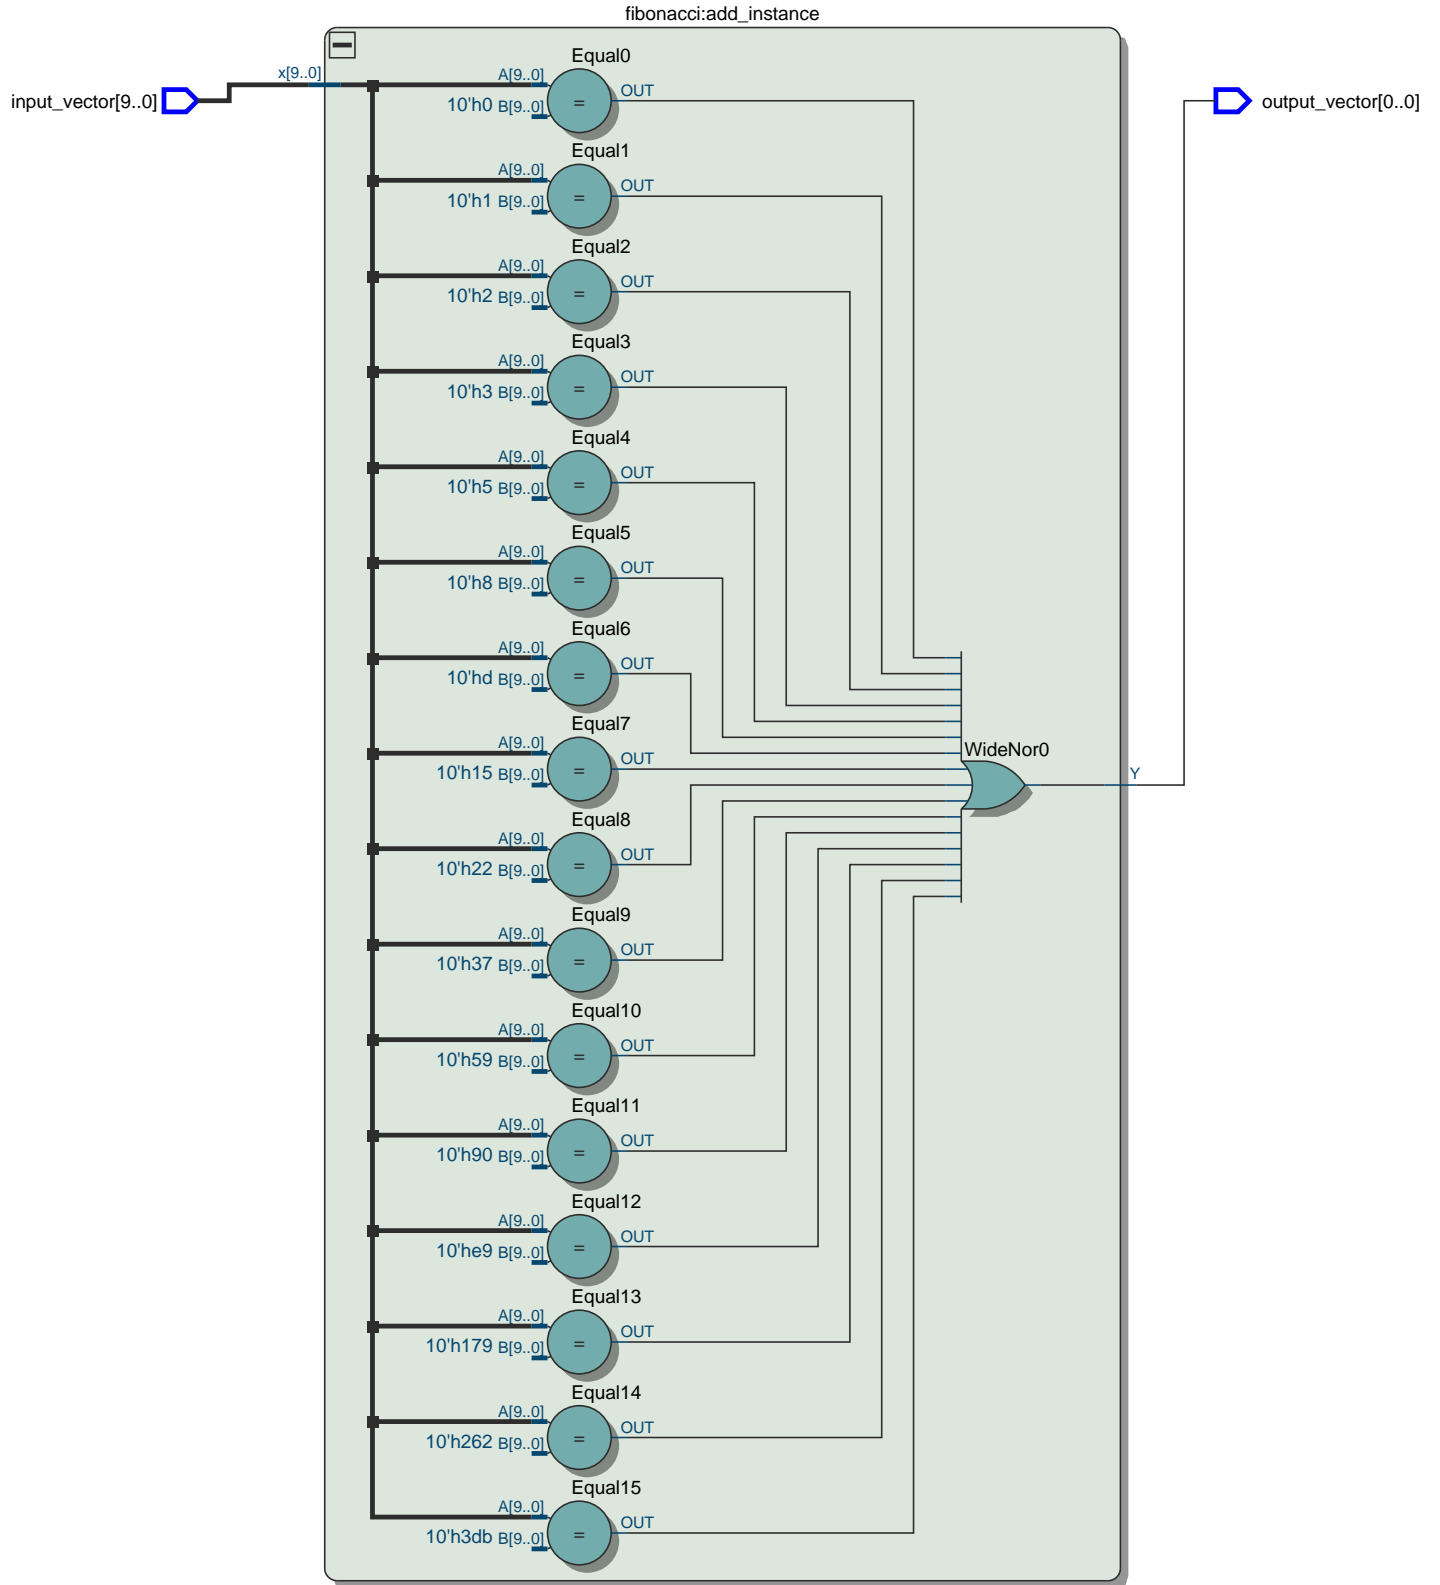 fibonacci:add_instance
input_vector[9..0]
x[9..0]
output_vector[0..0]
Equal0
A[9..0]
10'h0 B[9..0]
=
OUT
Equal1
A[9..0]
10'h1 B[9..0]
=
OUT
Equal2
A[9..0]
10'h2 B[9..0]
=
OUT
Equal3
A[9..0]
10'h3 B[9..0]
=
OUT
Equal4
A[9..0]
10'h5 B[9..0]
=
OUT
Equal5
A[9..0]
10'h8 B[9..0]
=
OUT
Equal6
A[9..0]
10'hd B[9..0]
=
OUT
Equal7
A[9..0]
10'h15 B[9..0]
=
OUT
WideNor0
Y
Equal8
A[9..0]
10'h22 B[9..0]
=
OUT
Equal9
A[9..0]
10'h37 B[9..0]
=
OUT
Equal10
A[9..0]
10'h59 B[9..0]
=
OUT
Equal11
A[9..0]
10'h90 B[9..0]
=
OUT
Equal12
A[9..0]
10'he9 B[9..0]
=
OUT
Equal13
A[9..0]
10'h179 B[9..0]
=
OUT
Equal14
A[9..0]
10'h262 B[9..0]
=
OUT
Equal15
A[9..0]
10'h3db B[9..0]
=
OUT